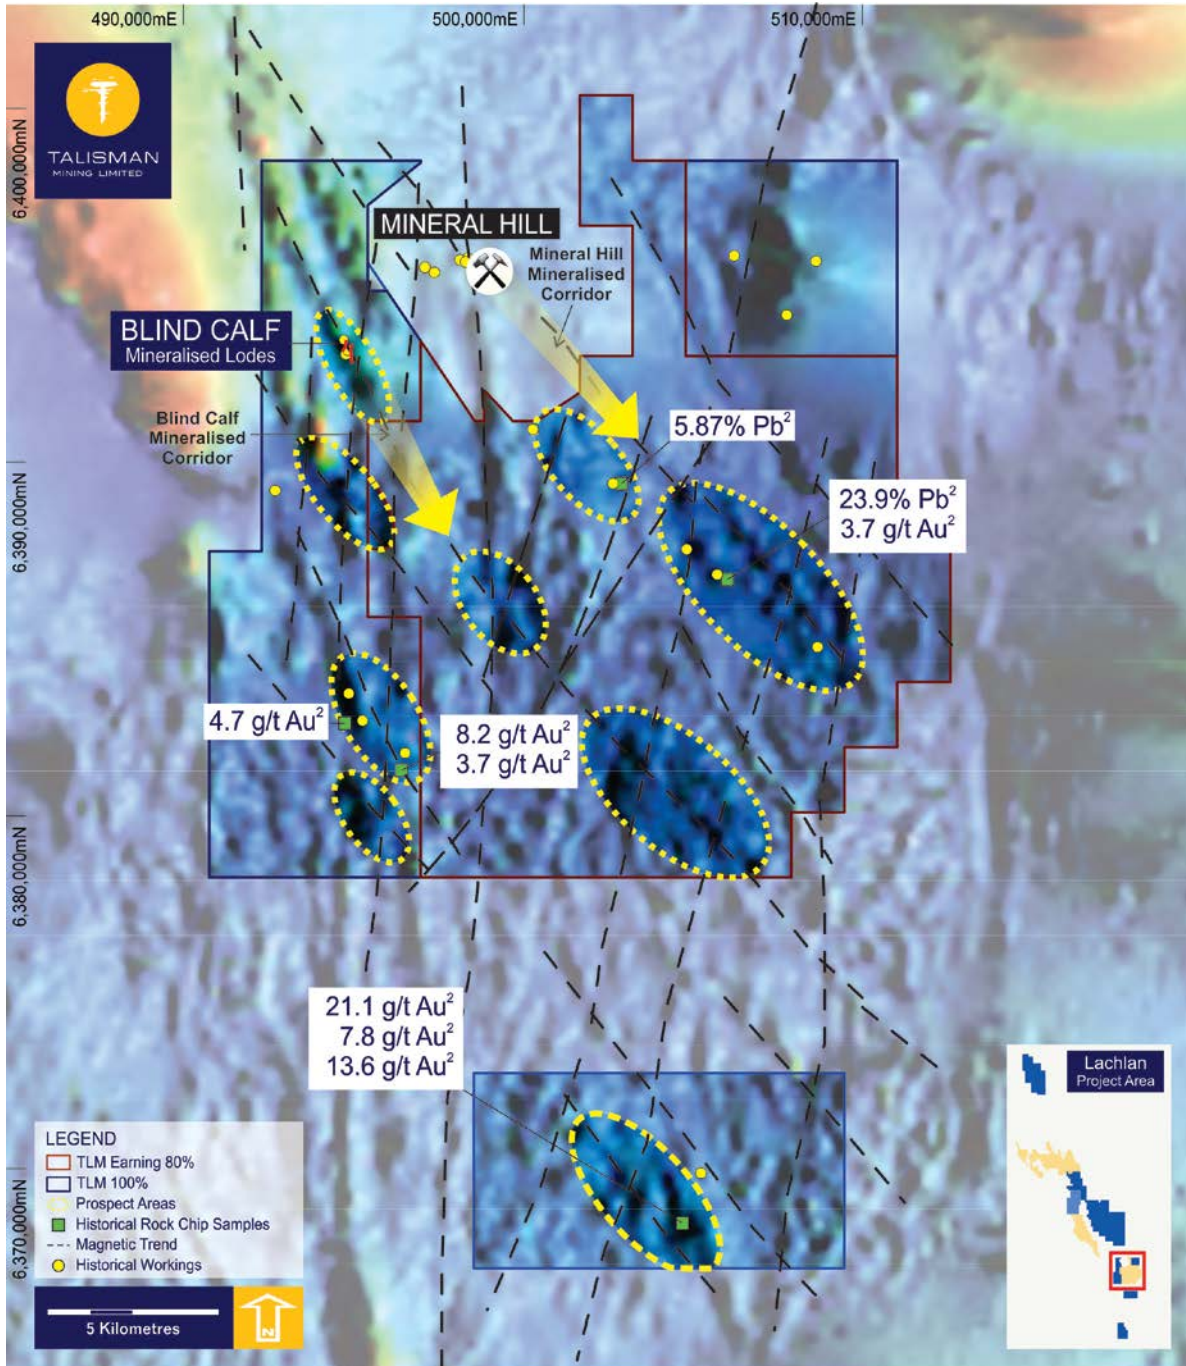 490,000mE
500,000mE
510,000mE
6,400,000mN
6,390,000mN
6,380,000mN
6,370,000mN
TALISMAN
MINING LIMITED
MINERAL HILL
Mineral Hill
Mineralised
Corridor
BLIND CALF
Mineralised Lodes
Blind Calf
Mineralised
Corridor
5.87% Pb²
23.9% Pb²
3.7 g/t Au²
4.7 g/t Au²
8.2 g/t Au²
3.7 g/t Au²
21.1 g/t Au²
7.8 g/t Au²
13.6 g/t Au²
Lachlan
Project Area
LEGEND
TLM Earning 80%
TLM 100%
Prospect Areas
Historical Rock Chip Samples
Magnetic Trend
Historical Workings
5 Kilometres
N